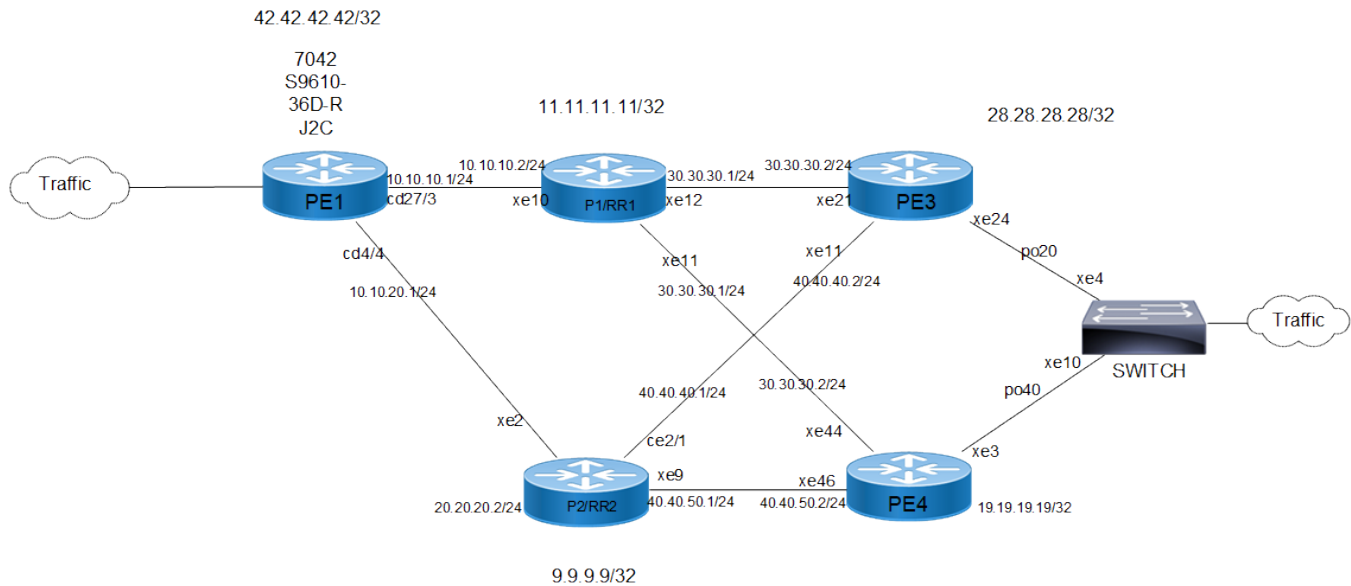 42.42.42.42/32
7042
S9610-
36D-R
J2C
11.11.11.11/32
28.28.28.28/32
Traffic
PE1
10.10.10.1/24
cd27/3
10.10.10.2/24
xe10
P1/RR1
30.30.30.1/24
xe12
30.30.30.2/24
xe21
PE3
xe24
po20
xe4
cd4/4
10.10.20.1/24
xe11
30.30.30.1/24
xe11
40.40.40.2/24
SWITCH
Traffic
xe10
po40
40.40.40.1/24
30.30.30.2/24
xe2
ce2/1
xe44
xe3
20.20.20.2/24
P2/RR2
xe9
40.40.50.1/24
xe46
40.40.50.2/24
PE4
19.19.19.19/32
9.9.9.9/32